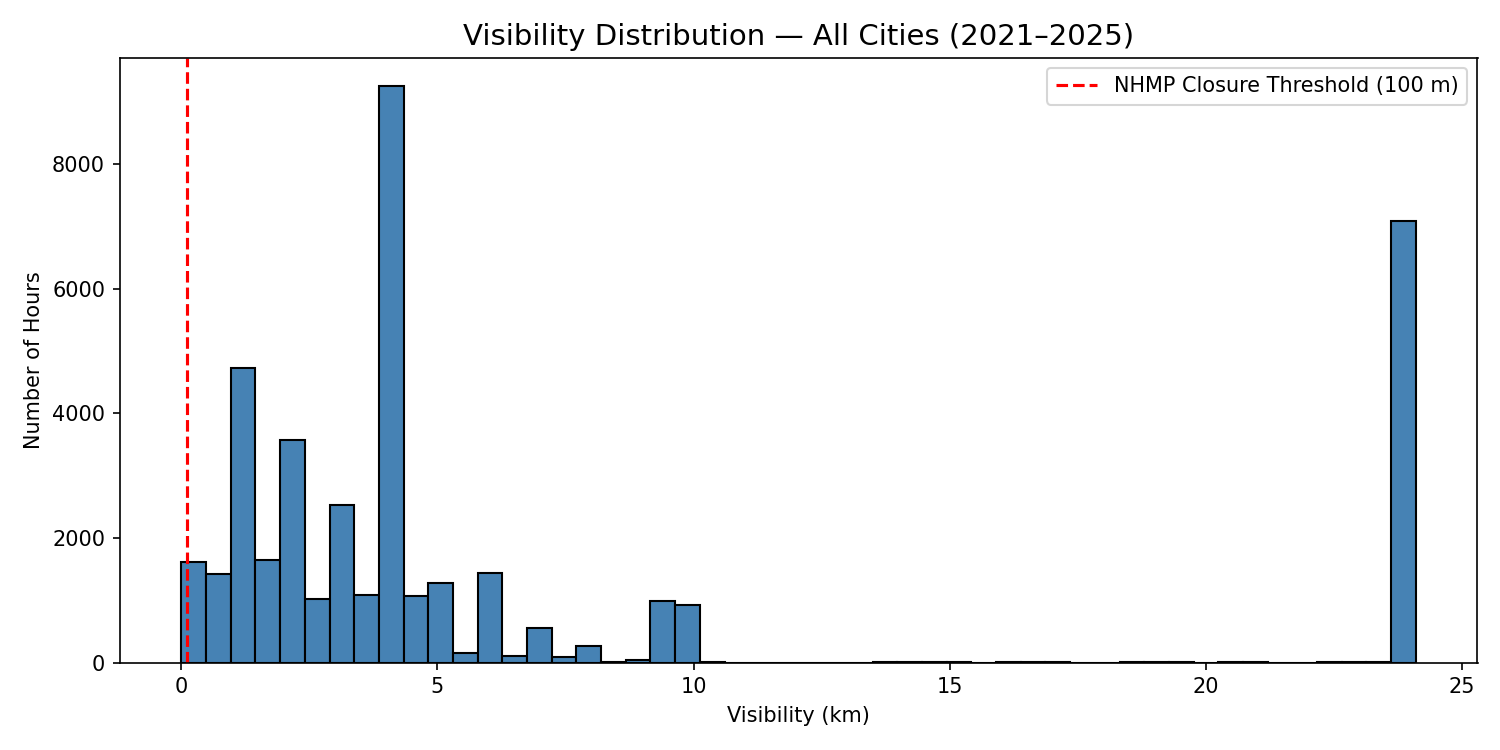 Visibility Distribution — All Cities (2021–2025)
NHMP Closure Threshold (100 m)
Number of Hours
8000
6000
4000
2000
0
0 5 10 15 20 25
Visibility (km)